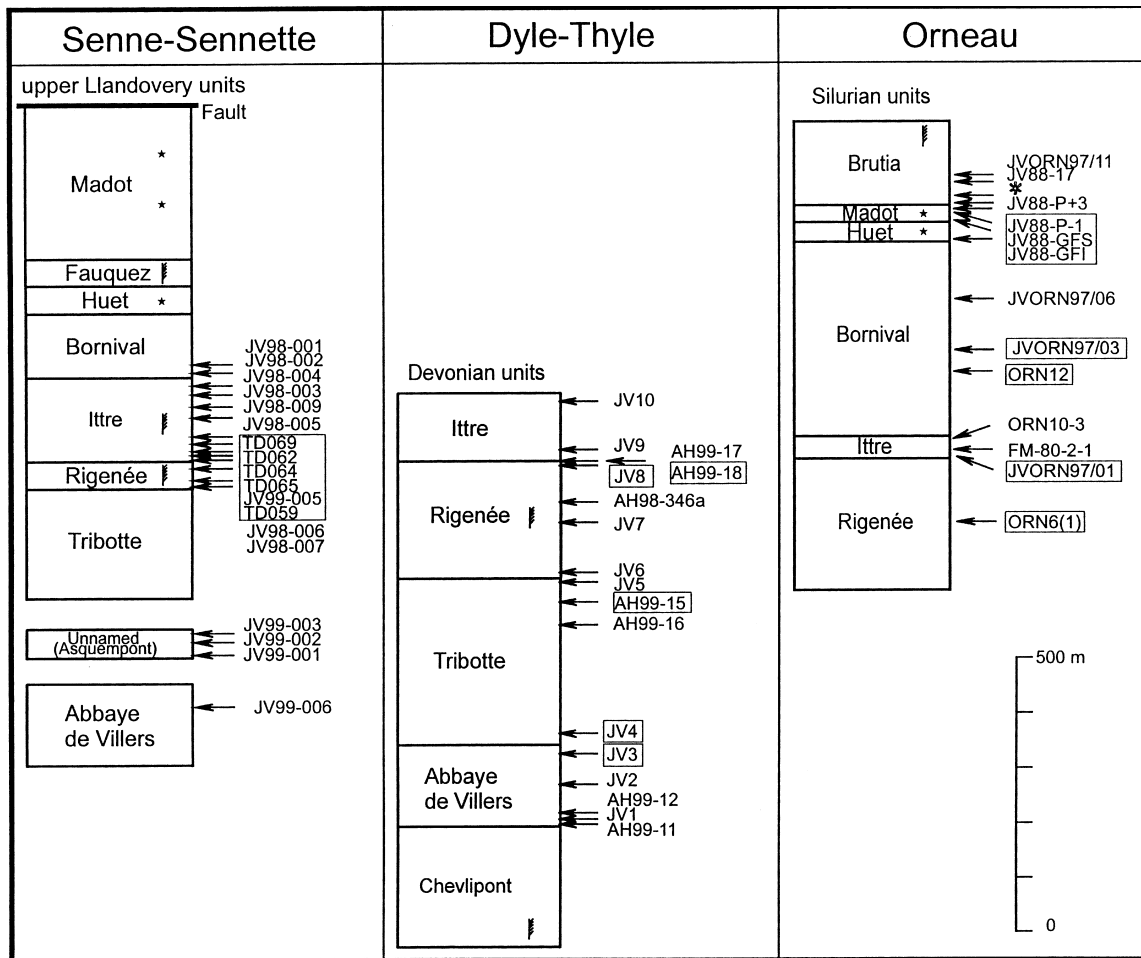 Senne-Sennette
Dyle-Thyle
Orneau
upper Llandovery units
Fault
Madot
Fauquez
Huet
Bornival
Ittre
Rigenée
Tribotte
Unnamed
(Asquempont)
Abbaye
de Villers
JV98-001
JV98-002
JV98-004
JV98-003
JV98-009
JV98-005
TD069
TD062
TD064
TD065
JV99-005
TD059
JV98-006
JV98-007
JV99-003
JV99-002
JV99-001
JV99-006
Devonian units
Ittre
Rigenée
Tribotte
Abbaye
de Villers
Chevlipont
JV10
JV9
AH99-17
JV8
AH99-18
AH98-346a
JV7
JV6
JV5
AH99-15
AH99-16
JV4
JV3
JV2
AH99-12
JV1
AH99-11
Silurian units
Brutia
Madot
Huet
Bornival
Ittre
Rigenée
JVORN97/11
JV88-17
*
JV88-P+3
JV88-P-1
JV88-GFS
JV88-GFI
JVORN97/06
JVORN97/03
ORN12
ORN10-3
FM-80-2-1
JVORN97/01
ORN6(1)
500 m
0